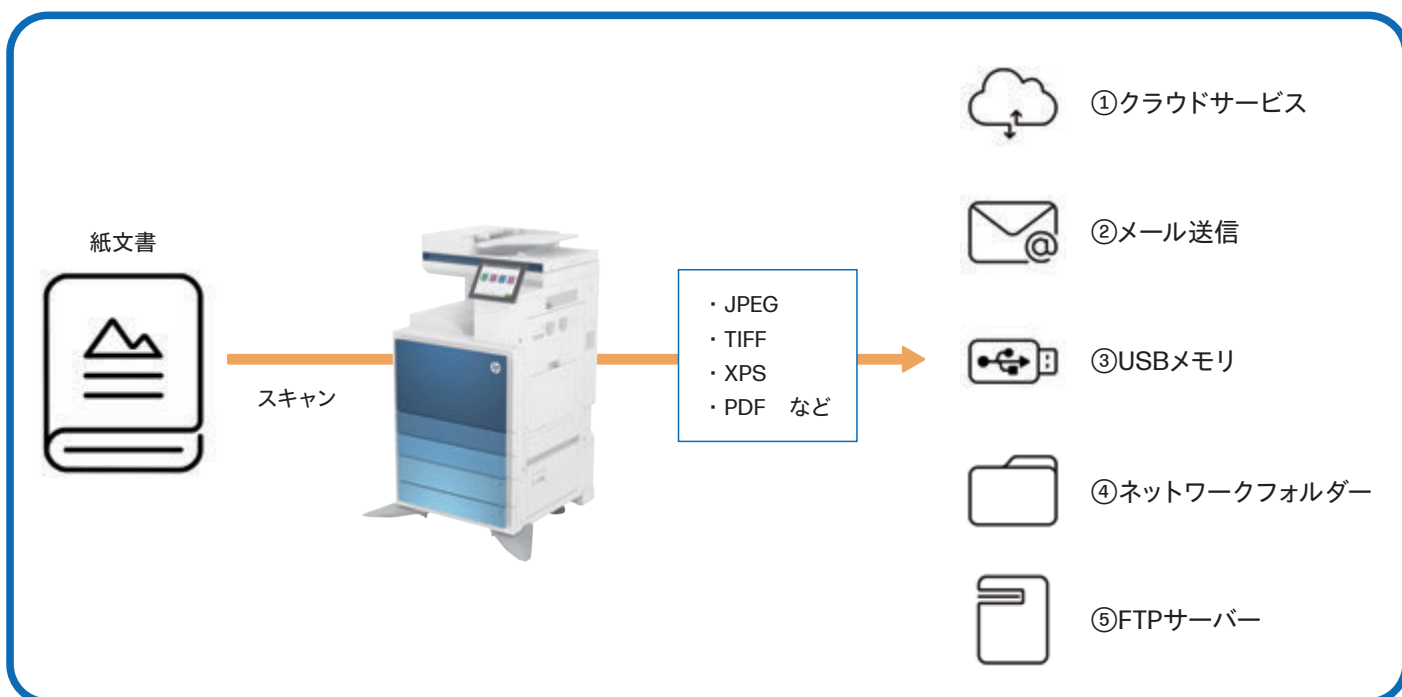 紙文書
スキャン
・JPEG
・TIFF
・XPS
・PDF　など
①クラウドサービス
②メール送信
③USBメモリ
④ネットワークフォルダー
⑤FTPサーバー